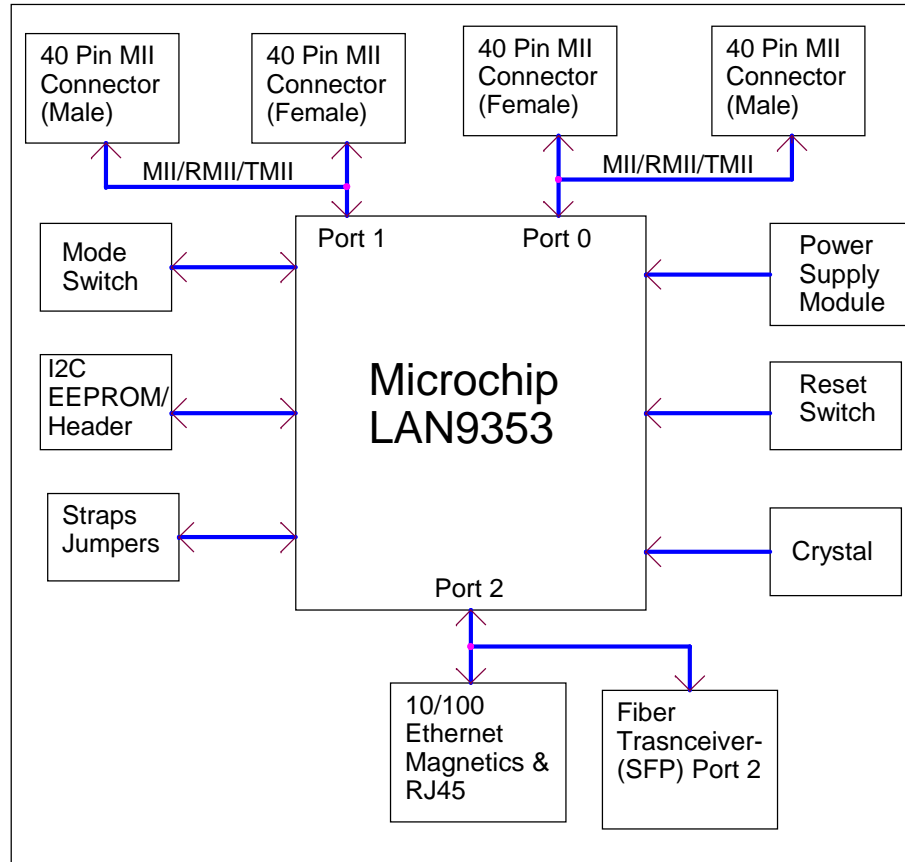 40 Pin MII
Connector
(Male)
40 Pin MII
Connector
(Female)
40 Pin MII
Connector
(Female)
40 Pin MII
Connector
(Male)
MII/RMII/TMII
MII/RMII/TMII
Port 1
Port 0
Mode
Switch
Power
Supply
Module
I2C
EEPROM/
Header
Microchip
LAN9353
Reset
Switch
Straps
Jumpers
Crystal
Port 2
10/100
Ethernet
Magnetics &
RJ45
Fiber
Trasnceiver-
(SFP) Port 2